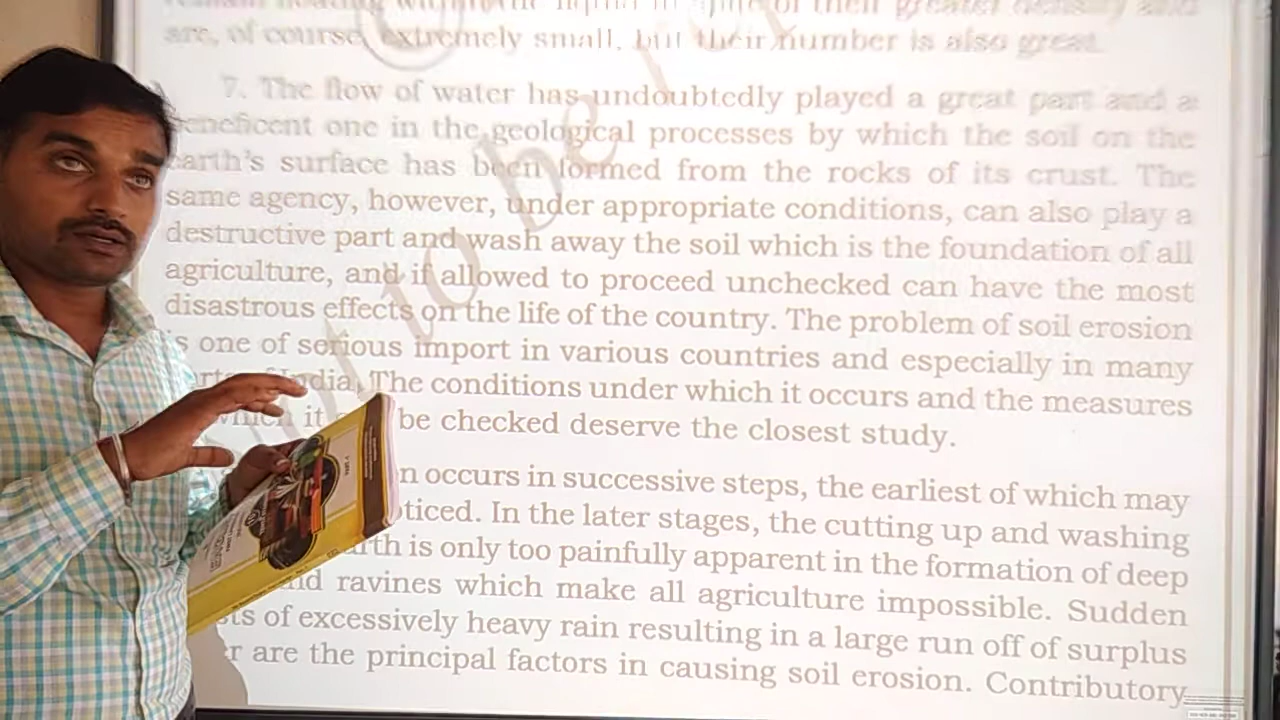 are, of course, extremely small, but their number is also great.
7. The flow of water has undoubtedly played a great part and a
beneficent one in the geological processes by which the soil on the
earth's surface has been formed from the rocks of its crust. The
same agency, however, under appropriate conditions, can also play a
destructive part and wash away the soil which is the foundation of all
agriculture, and if allowed to proceed unchecked can have the most
disastrous effects on the life of the country. The problem of soil erosion
is one of serious import in various countries and especially in many
India. The conditions under which it occurs and the measures
which it be checked deserve the closest study.
occurs in successive steps, the earliest of which may
In the later stages, the cutting up and washing
is only too painfully apparent in the formation of deep
ravines which make all agriculture impossible. Sudden
of excessively heavy rain resulting in a large run off of surplus
are the principal factors in causing soil erosion. Contributory
to be